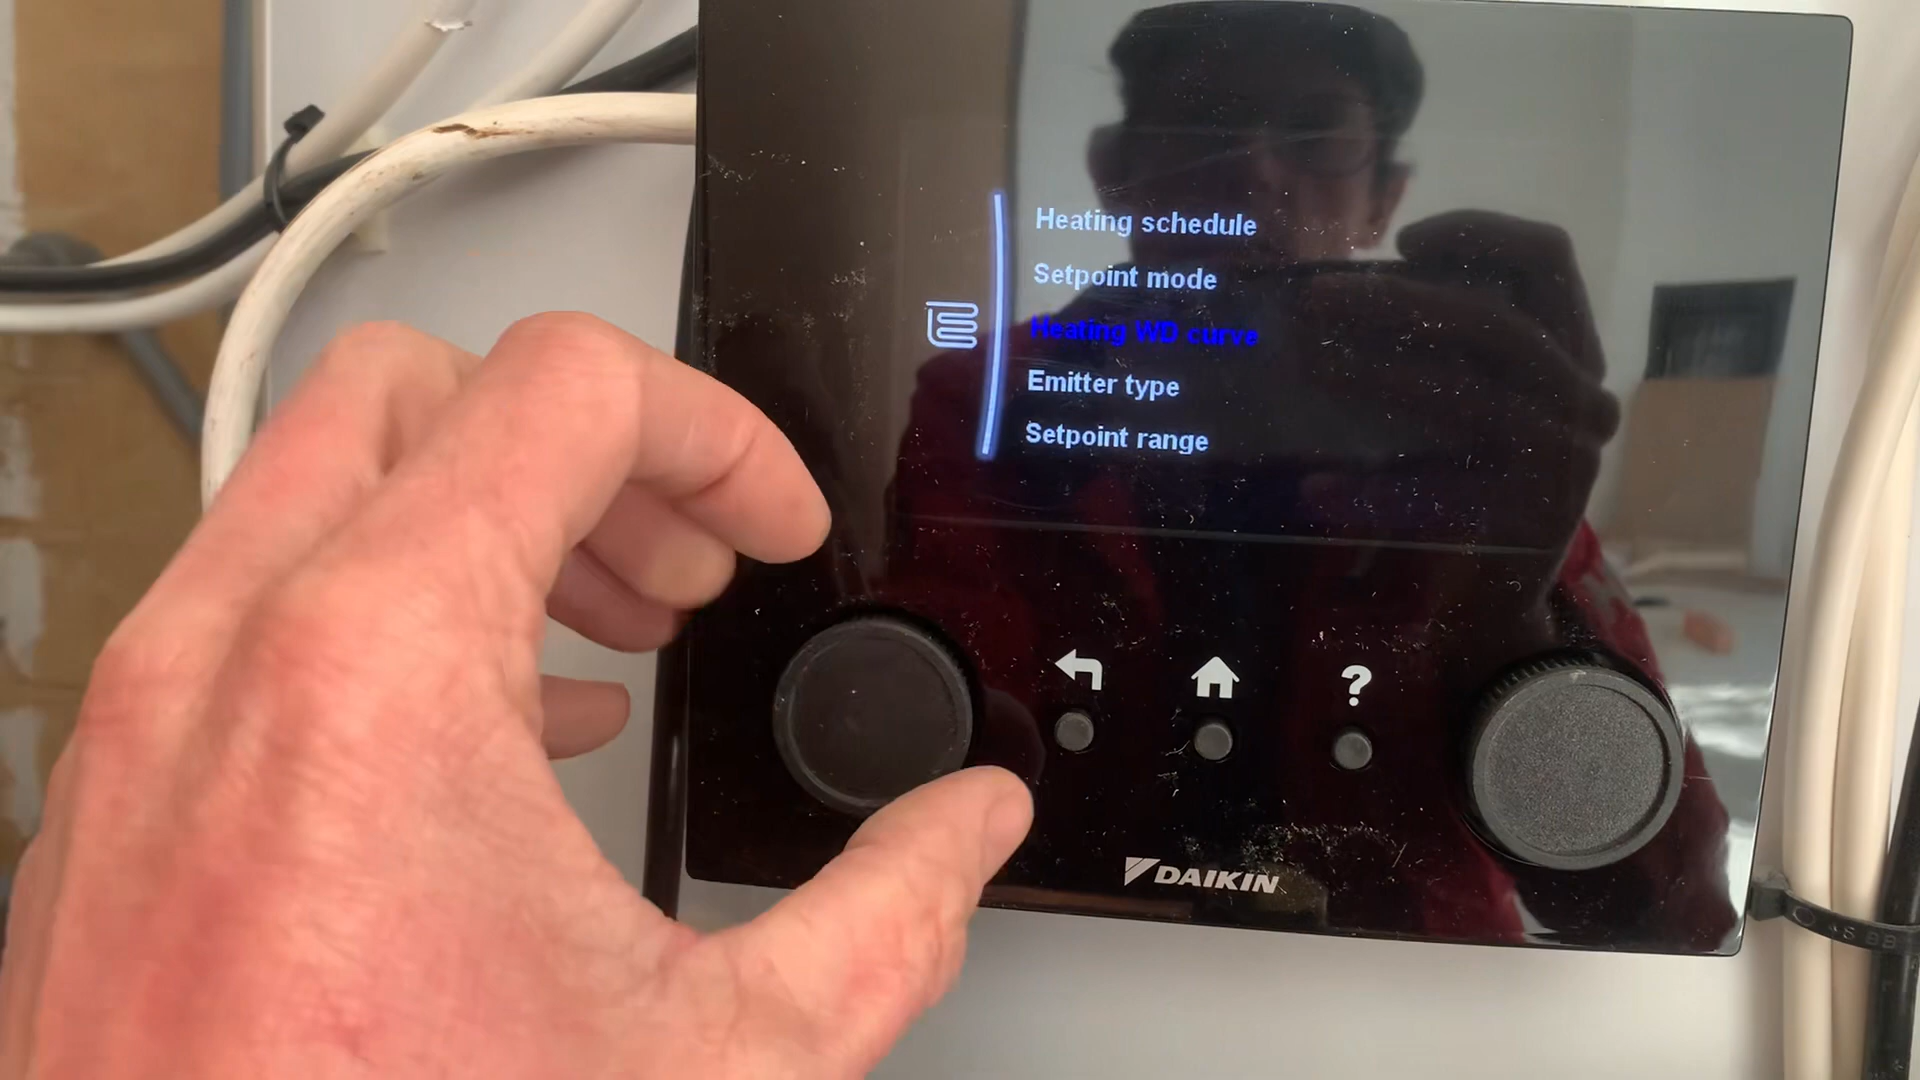 Heating schedule
Setpoint mode
Heating WD curve
Emitter type
Setpoint range
?
DAIKIN